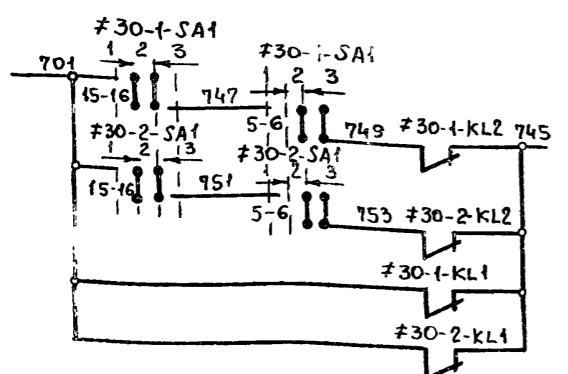 ≠30-1-SA1
≠30-1-SA1
1 2 3
701
2 3
15-16
747
5-6
749
≠30-1-KL2
745
≠30-2-SA1
≠30-2-SA1
1 2 3
1 2 3
15-16
751
5-6
753
≠30-2-KL2
≠30-1-KL1
≠30-2-KL1